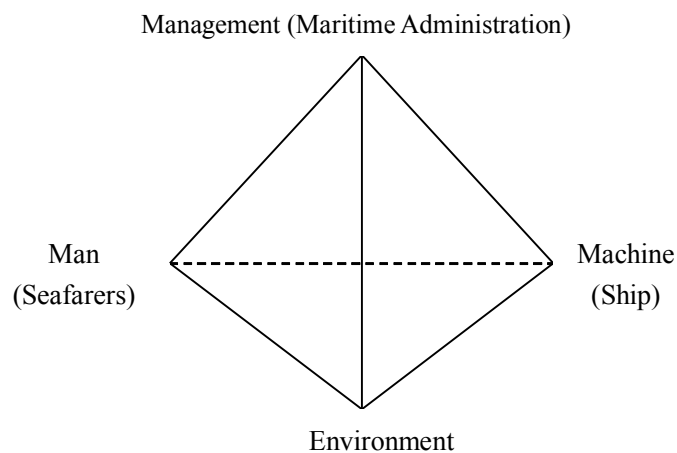 Management (Maritime Administration)
Man
(Seafarers)
Machine
(Ship)
Environment